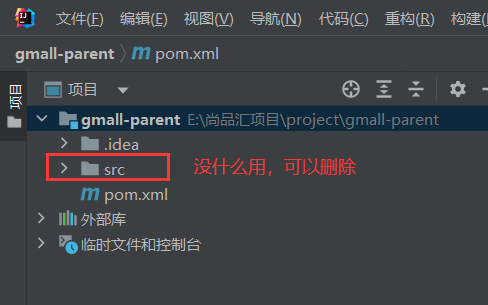 文件(F) 编辑(E) 视图(V) 导航(N) 代码(C) 重构(R) 构建
gmall-parent pom.xml
项目
项目
gmall-parent E:\尚品汇项目\project\gmall-parent
.idea
src 没什么用，可以删除
pom.xml
外部库
临时文件和控制台